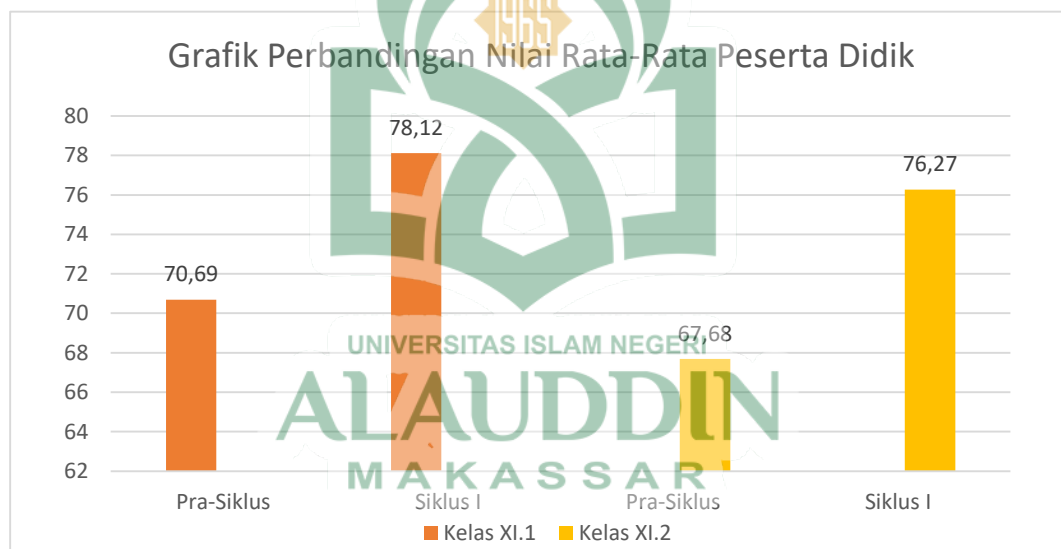 1965
Grafik Perbandingan Nilai Rata-Rata Peserta Didik
80
78
76
74
72
70
68
66
64
62
70,69
78,12
67,68
76,27
UNIVERSITAS ISLAM NEGERI
ALAUDDIN
MAKASSAR
Pra-Siklus Siklus I Pra-Siklus Siklus I
Kelas XI.1 Kelas XI.2